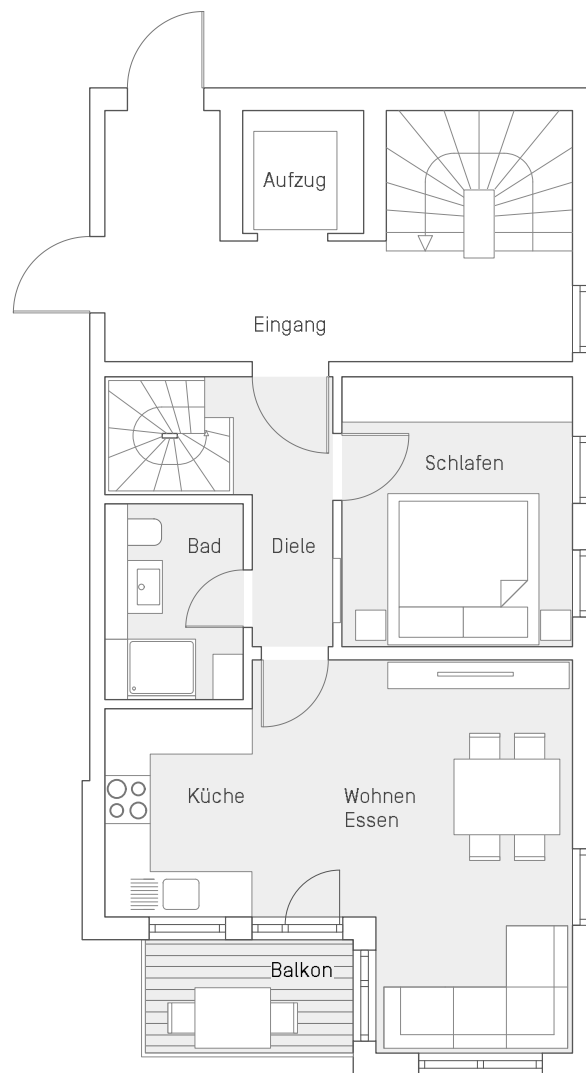 Aufzug
Eingang
Schlafen
Bad
Diele
Küche
Wohnen
Essen
Balkon